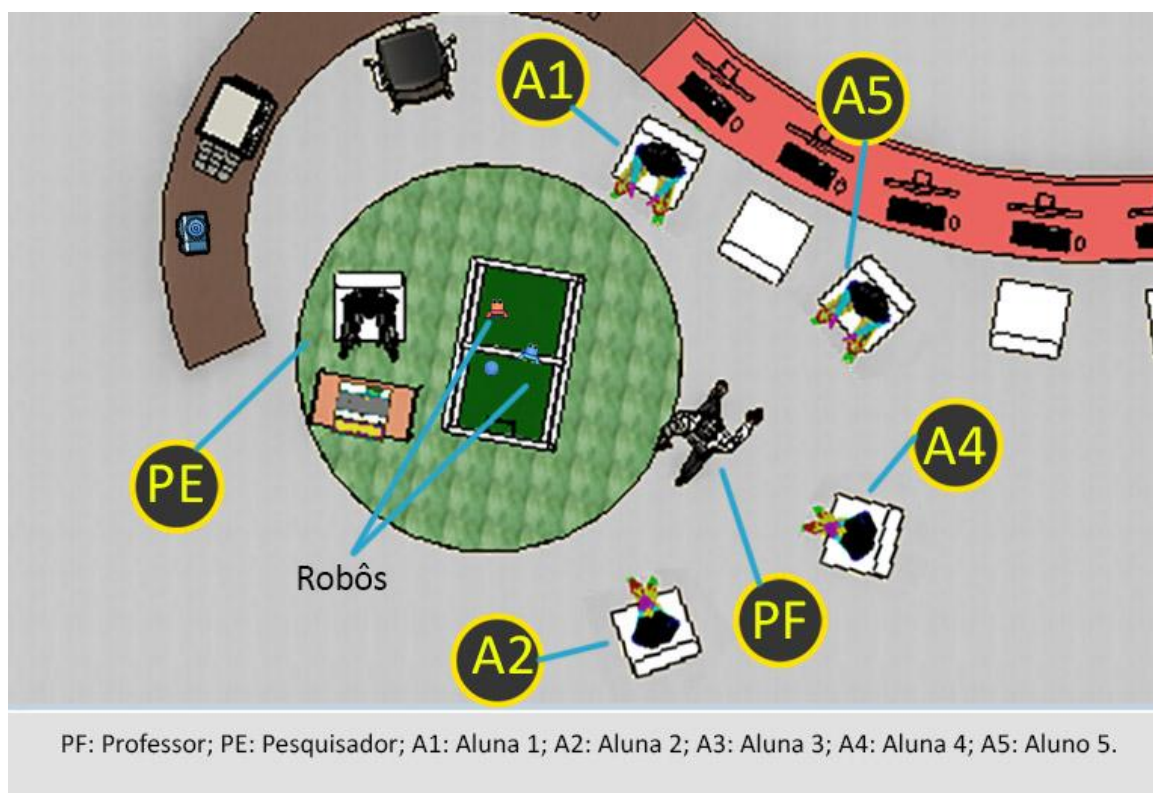 A1
A5
A4
PE
Robôs
PF
A2
PF: Professor; PE: Pesquisador; A1: Aluna 1; A2: Aluna 2; A3: Aluna 3; A4: Aluna 4; A5: Aluno 5.